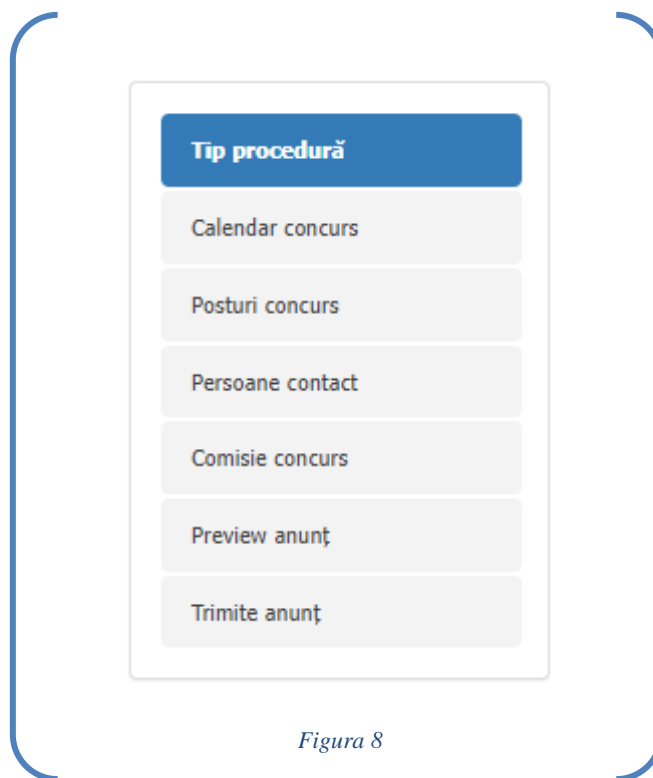 Tip procedură
Calendar concurs
Posturi concurs
Persoane contact
Comisie concurs
Preview anunț
Trimite anunț
Figura 8